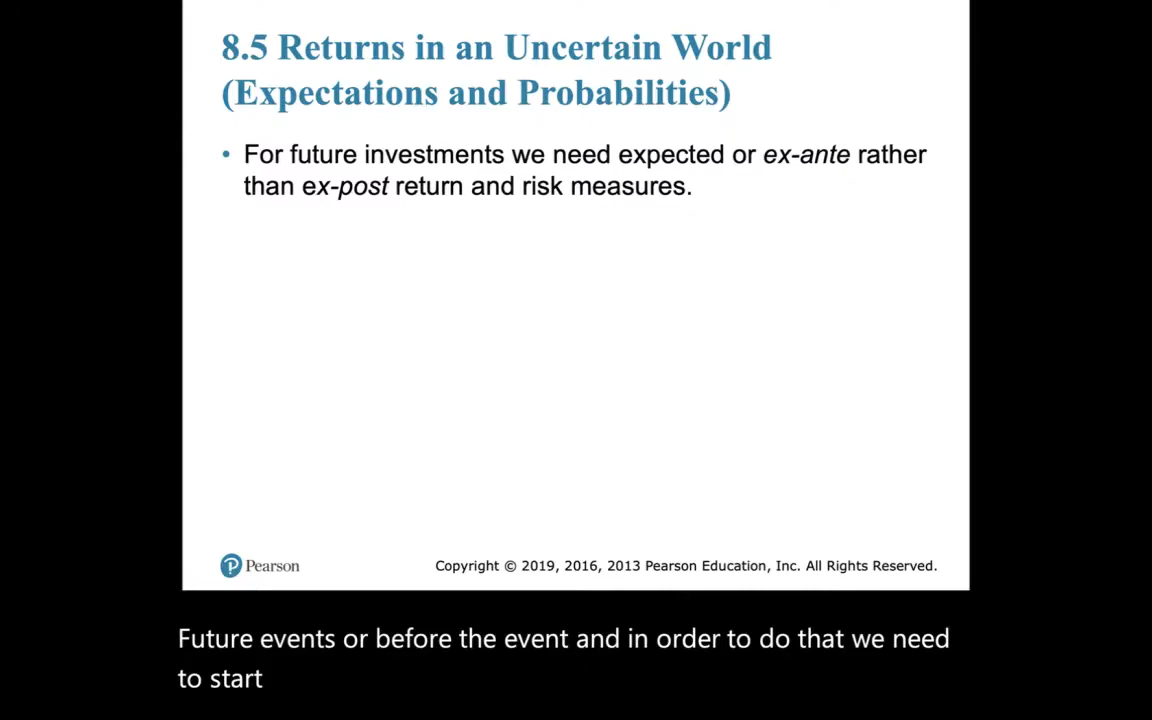 8.5 Returns in an Uncertain World
(Expectations and Probabilities)
• For future investments we need expected or ex-ante rather
than ex-post return and risk measures.
Pearson
Copyright © 2019, 2016, 2013 Pearson Education, Inc. All Rights Reserved.
Future events or before the event and in order to do that we need
to start